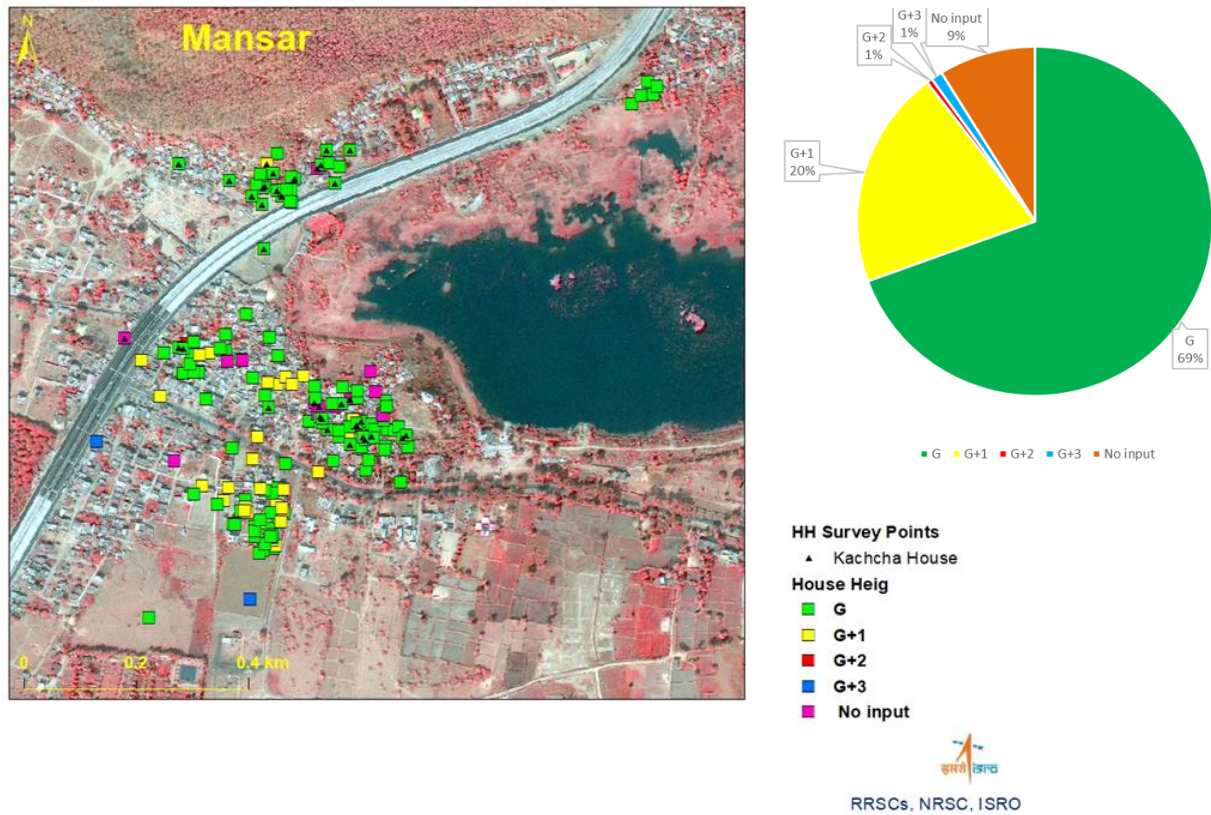 N
Mansar
0 0.2 0.4 km
G+2
1%
G+3
1%
No input
9%
G+1
20%
G
69%
G G+1 G+2 G+3 No input
HH Survey Points
Kachcha House
House Heig
G
G+1
G+2
G+3
No input
इसरो isro
RRSCs, NRSC, ISRO